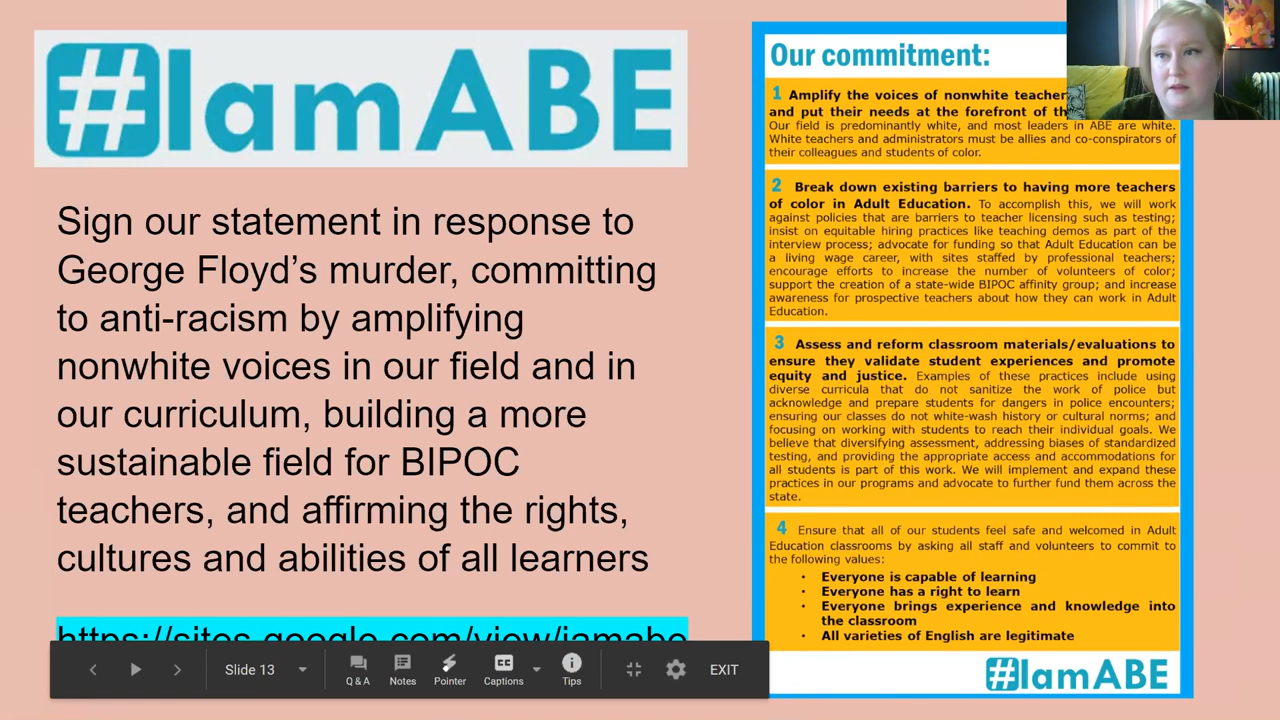 #IamABE
Sign our statement in response to
George Floyd's murder, committing
to anti-racism by amplifying
nonwhite voices in our field and in
our curriculum, building a more
sustainable field for BIPOC
teachers, and affirming the rights,
cultures and abilities of all learners
https://sites.google.com/view/iamabe
Our commitment:
1 Amplify the voices of nonwhite
and put their needs at the forefront of
Our field is predominantly white, and most leaders in ABE are white.
White teachers and administrators must be allies and co-conspirators of
their colleagues and students of color.
2 Break down existing barriers to having more teachers
of color in Adult Education. To accomplish this, we will work
against policies that are barriers to teacher licensing such as testing;
insist on equitable hiring practices like teaching demos as part of the
interview process; advocate for funding so that Adult Education can be
a living wage career, with sites staffed by professional teachers;
encourage efforts to increase the number of volunteers of color;
support the creation of a state-wide BIPOC affinity group; and increase
awareness for prospective teachers about how they can work in Adult
Education.
3 Assess and reform classroom materials/evaluations to
ensure they validate student experiences and promote
equity and justice. Examples of these practices include using
diverse curricula that do not sanitize the work of police but
acknowledge and prepare students for dangers in police encounters;
ensuring our classes do not white-wash history or cultural norms; and
focusing on working with students to reach their individual goals. We
believe that diversifying assessment, addressing biases of standardized
testing, and providing the appropriate access and accommodations for
all students is part of this work. We will implement and expand these
practices in our programs and advocate to further fund them across the
state.
4 Ensure that all of our students feel safe and welcomed in Adult
Education classrooms by asking all staff and volunteers to commit to
the following values:
• Everyone is capable of learning
• Everyone has a right to learn
• Everyone brings experience and knowledge into
the classroom
• All varieties of English are legitimate
#IamABE
Slide 13
Q & A
Notes
Pointer
CC
Captions
Tips
EXIT